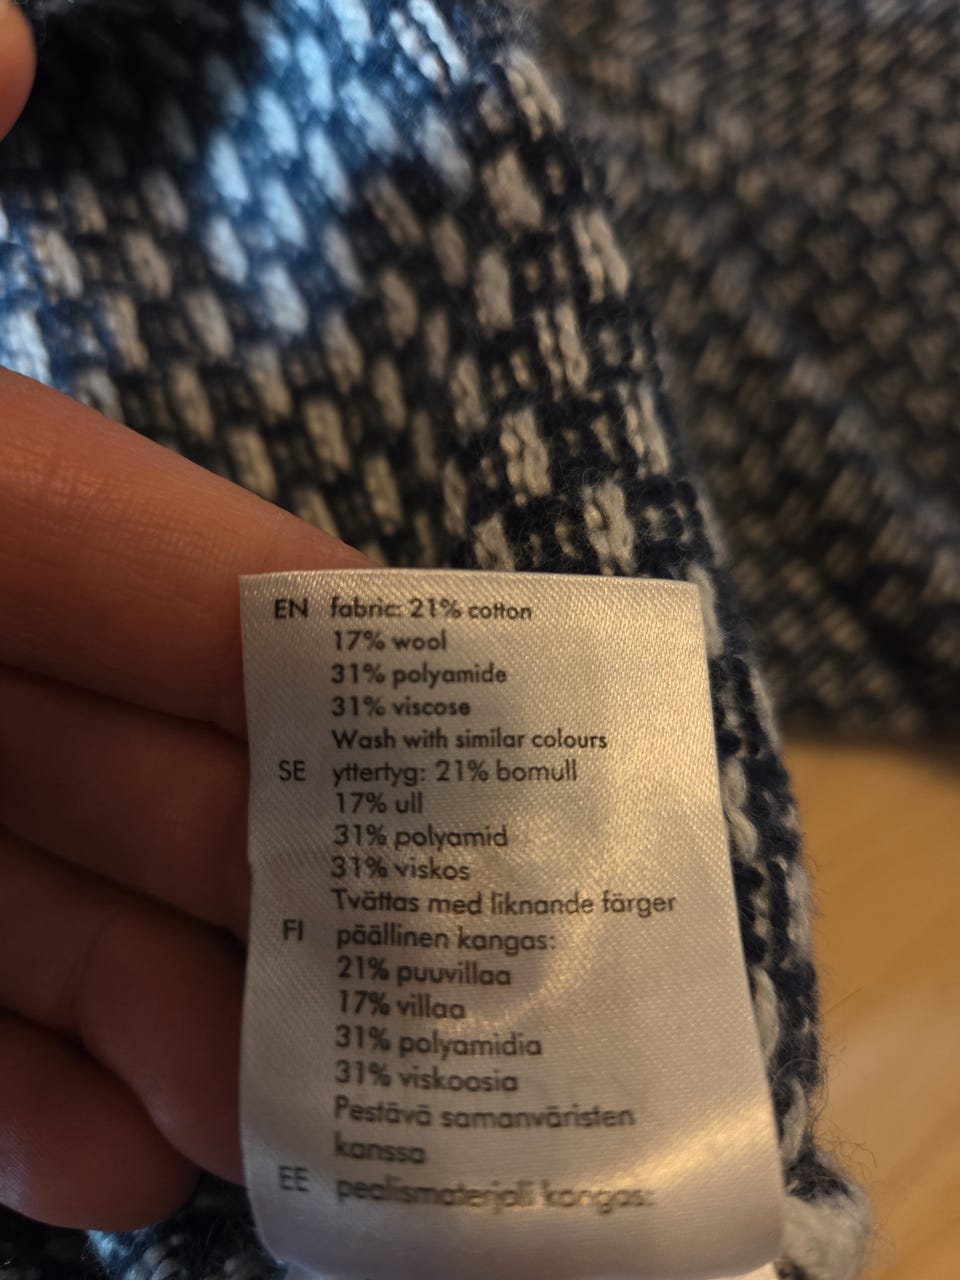 EN fabric: 21% cotton
17% wool
31% polyamide
31% viscose
Wash with similar colours
SE yttertyg: 21% bomull
17% ull
31% polyamid
31% viskos
Tvättas med liknande färger
FI päällinen kangas:
21% puuvillaa
17% villaa
31% polyamidia
31% viskoosia
Pestävä samanväristen
kanssa
EE pealismaterjali kangas: